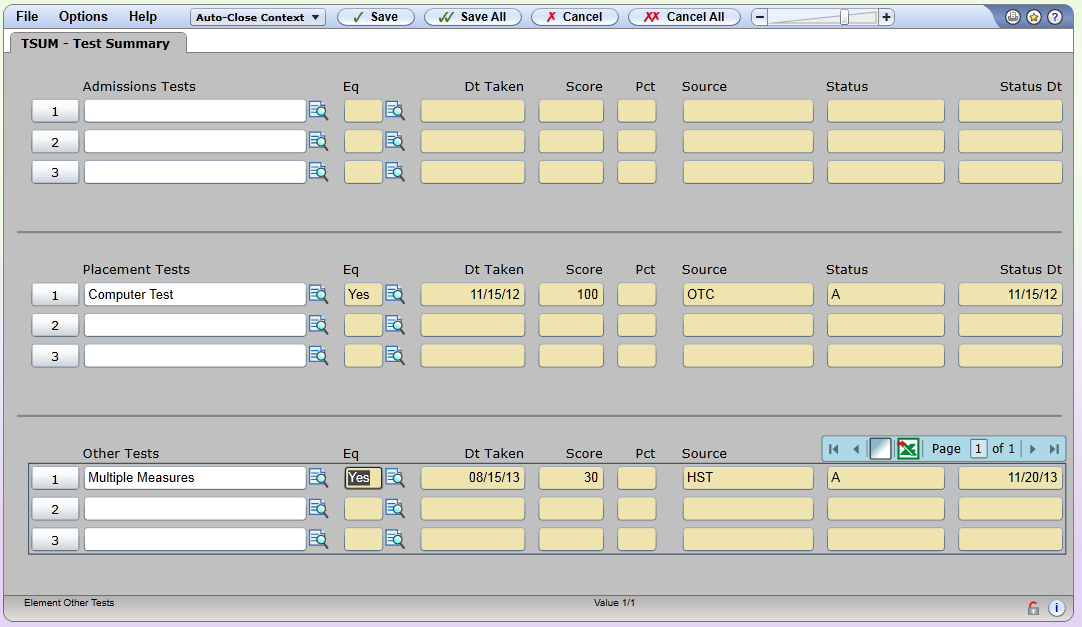 File Options Help Auto-Close Context Save Save All Cancel Cancel All
TSUM - Test Summary
Admissions Tests Eq Dt Taken Score Pct Source Status Status Dt
1
2
3
Placement Tests Eq Dt Taken Score Pct Source Status Status Dt
1 Computer Test Yes 11/15/12 100 OTC A 11/15/12
2
3
Other Tests Eq Dt Taken Score Pct Source Page 1 of 1
1 Multiple Measures Yes 08/15/13 30 HST A 11/20/13
2
3
Element Other Tests Value 1/1